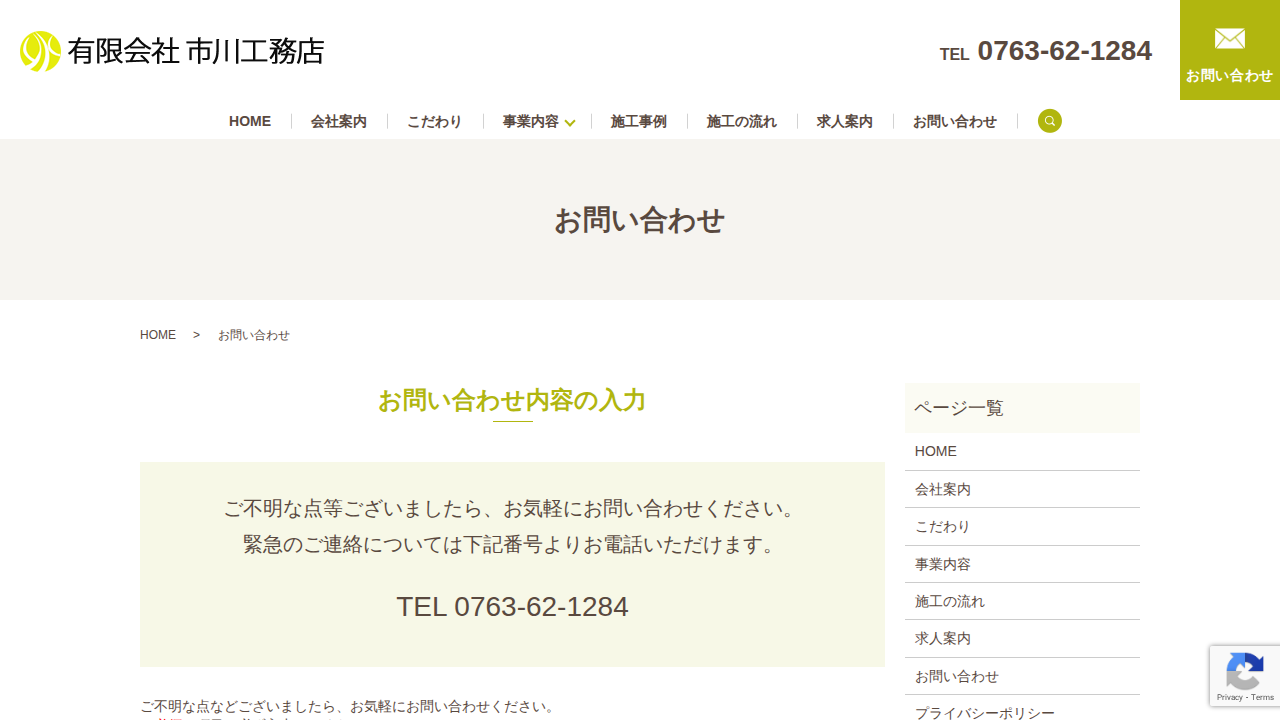 有限会社 市川工務店
TEL 0763-62-1284
お問い合わせ
HOME
会社案内
こだわり
事業内容
施工事例
施工の流れ
求人案内
お問い合わせ
お問い合わせ
HOME > お問い合わせ
お問い合わせ内容の入力
ご不明な点等ございましたら、お気軽にお問い合わせください。
緊急のご連絡については下記番号よりお電話いただけます。
TEL 0763-62-1284
ご不明な点などございましたら、お気軽にお問い合わせください。
ページ一覧
HOME
会社案内
こだわり
事業内容
施工の流れ
求人案内
お問い合わせ
プライバシーポリシー
Privacy - Terms